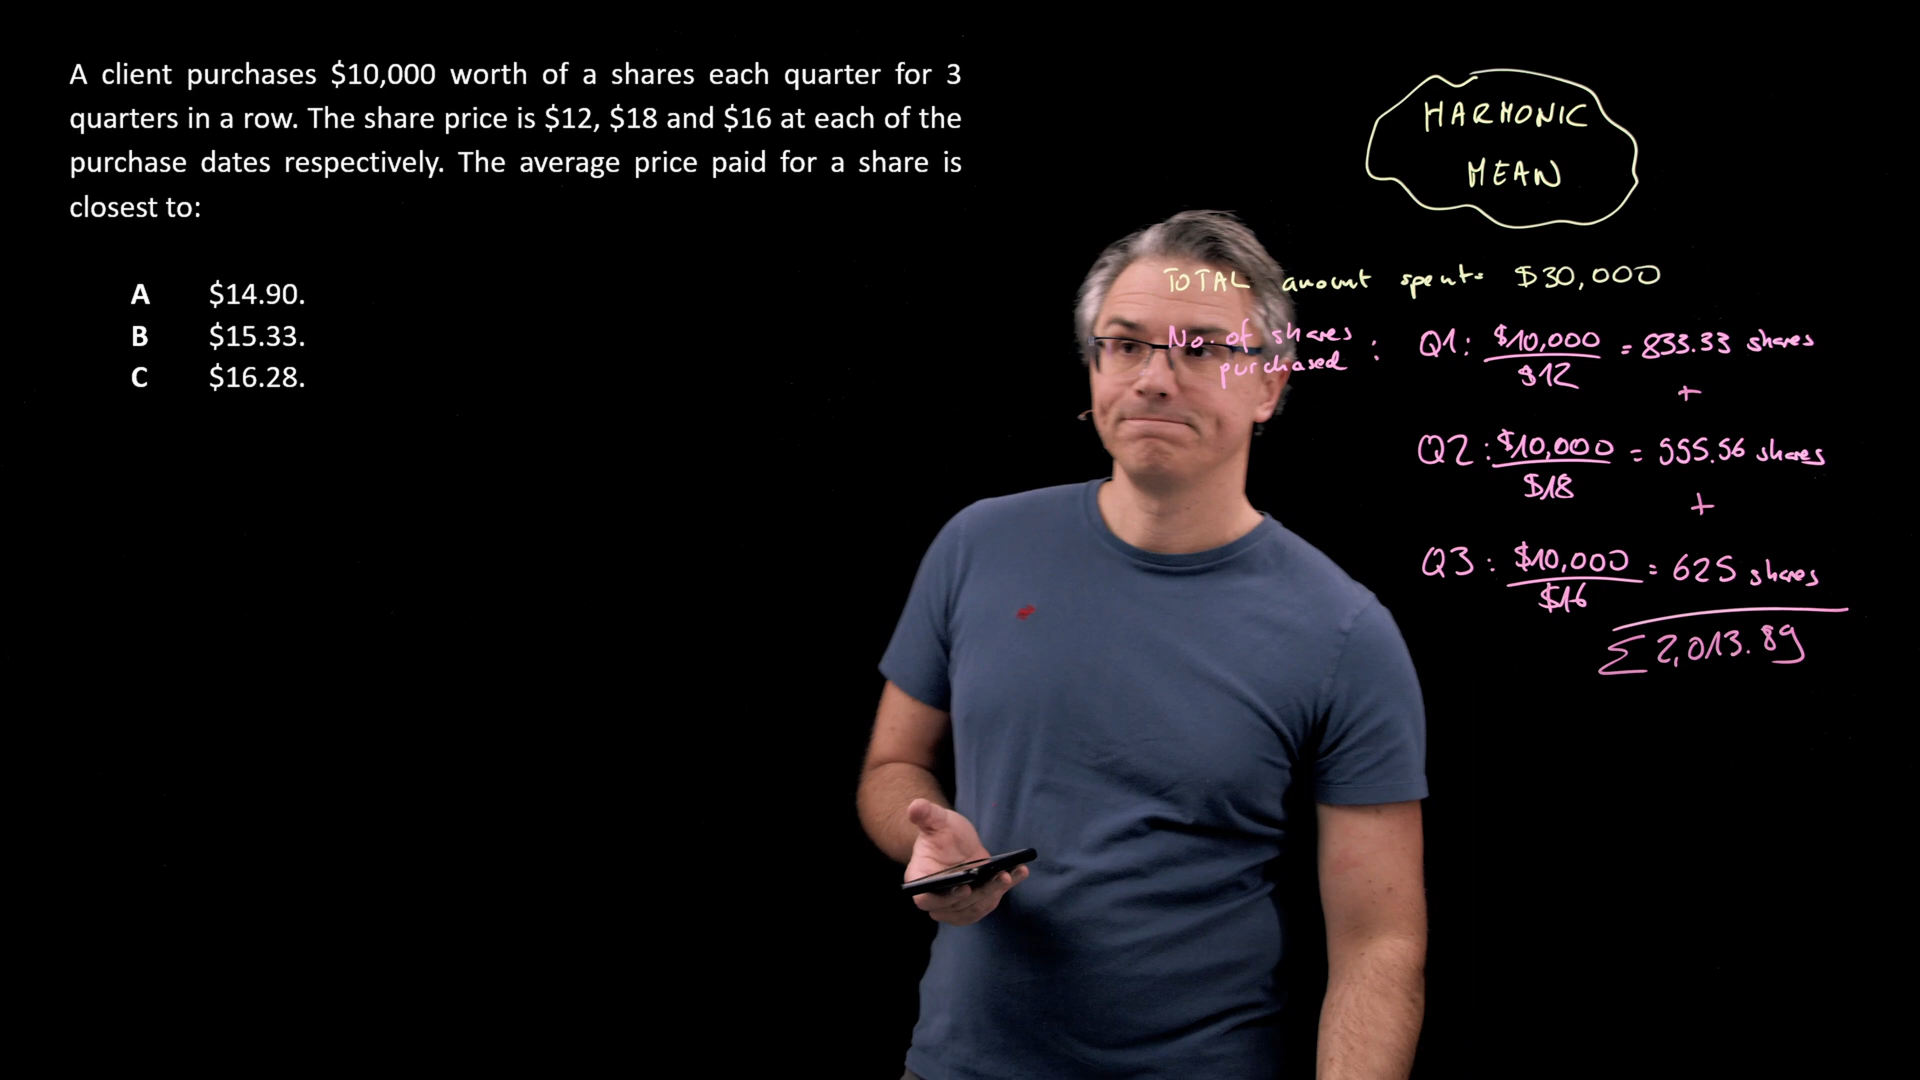 A client purchases $10,000 worth of a shares each quarter for 3
quarters in a row. The share price is $12, $18 and $16 at each of the
purchase dates respectively. The average price paid for a share is
closest to:
A $14.90.
B $15.33.
C $16.28.
HARMONIC
MEAN
TOTAL amount spent: $30,000
No. of shares
purchased :
Q1: $10,000 = 833.33 shares
$12
+
Q2: $10,000 = 555.56 shares
$18
+
Q3: $10,000 = 625 shares
$16
Σ 2,013.89